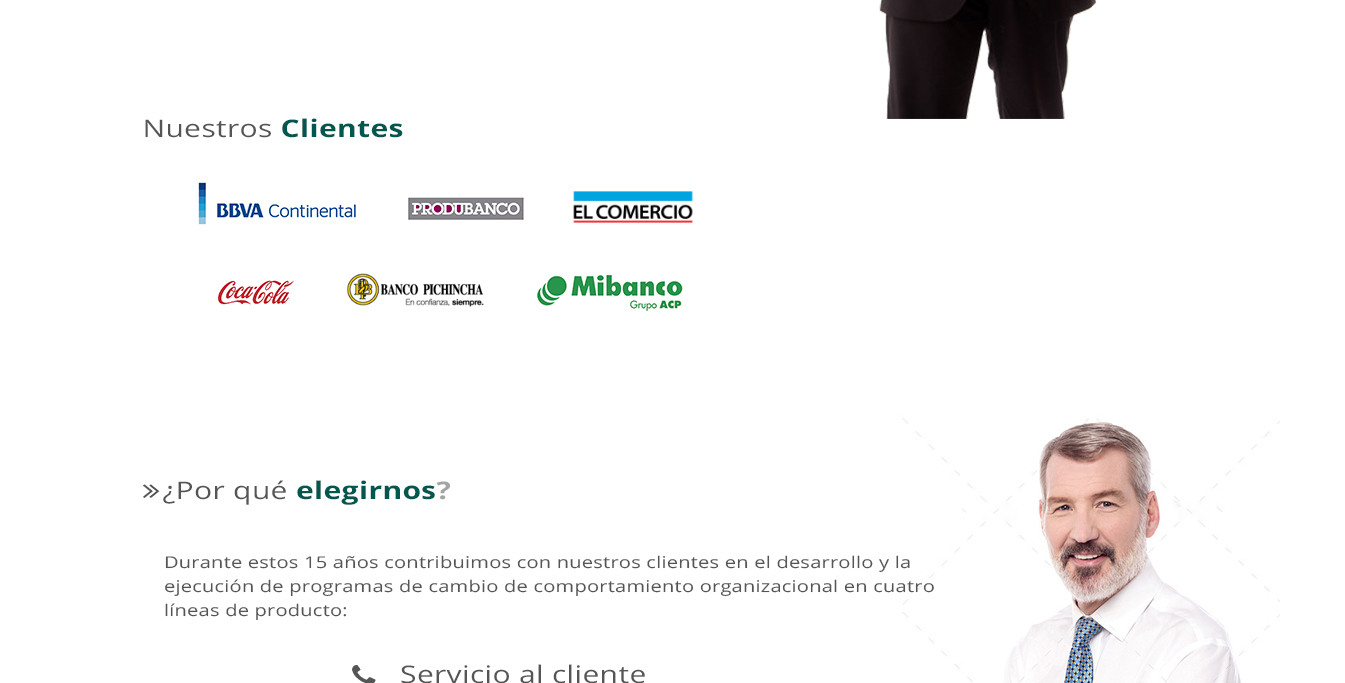 Nuestros Clientes
BBVA Continental
PRODUBANCO
EL COMERCIO
Coca-Cola
BANCO PICHINCHA
En confianza, siempre.
Mibanco
Grupo ACP
¿Por qué elegirnos?
Durante estos 15 años contribuimos con nuestros clientes en el desarrollo y la
ejecución de programas de cambio de comportamiento organizacional en cuatro
líneas de producto:
Servicio al cliente